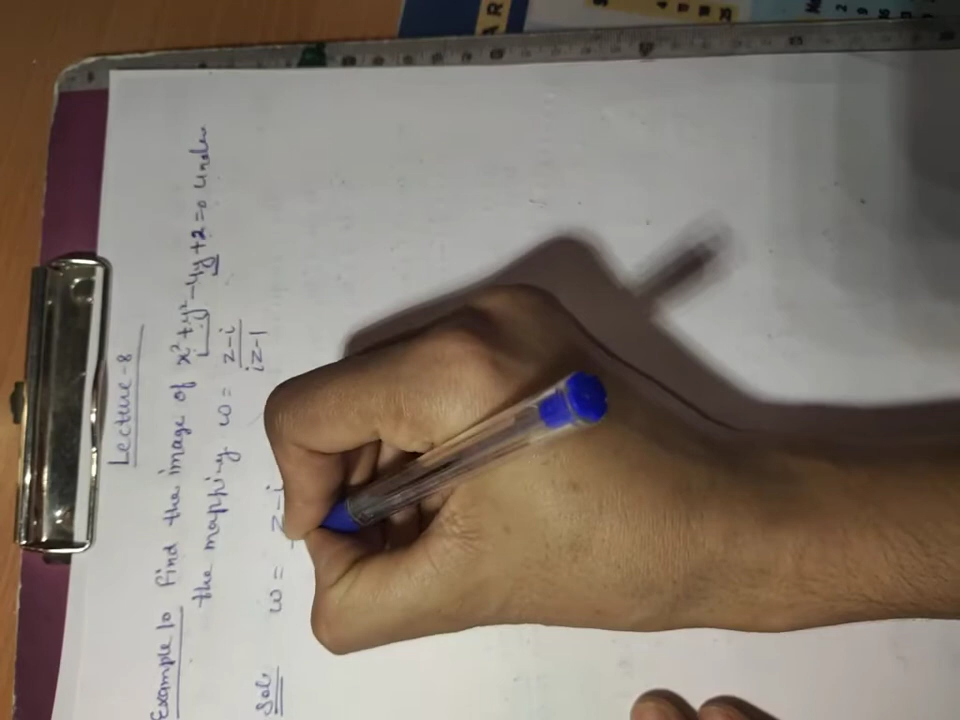 Lecture-8
Example 10 Find the image of x²+y²-4y+2=0 under
the mapping w = z-i / iz-1
Sol: w = z-i